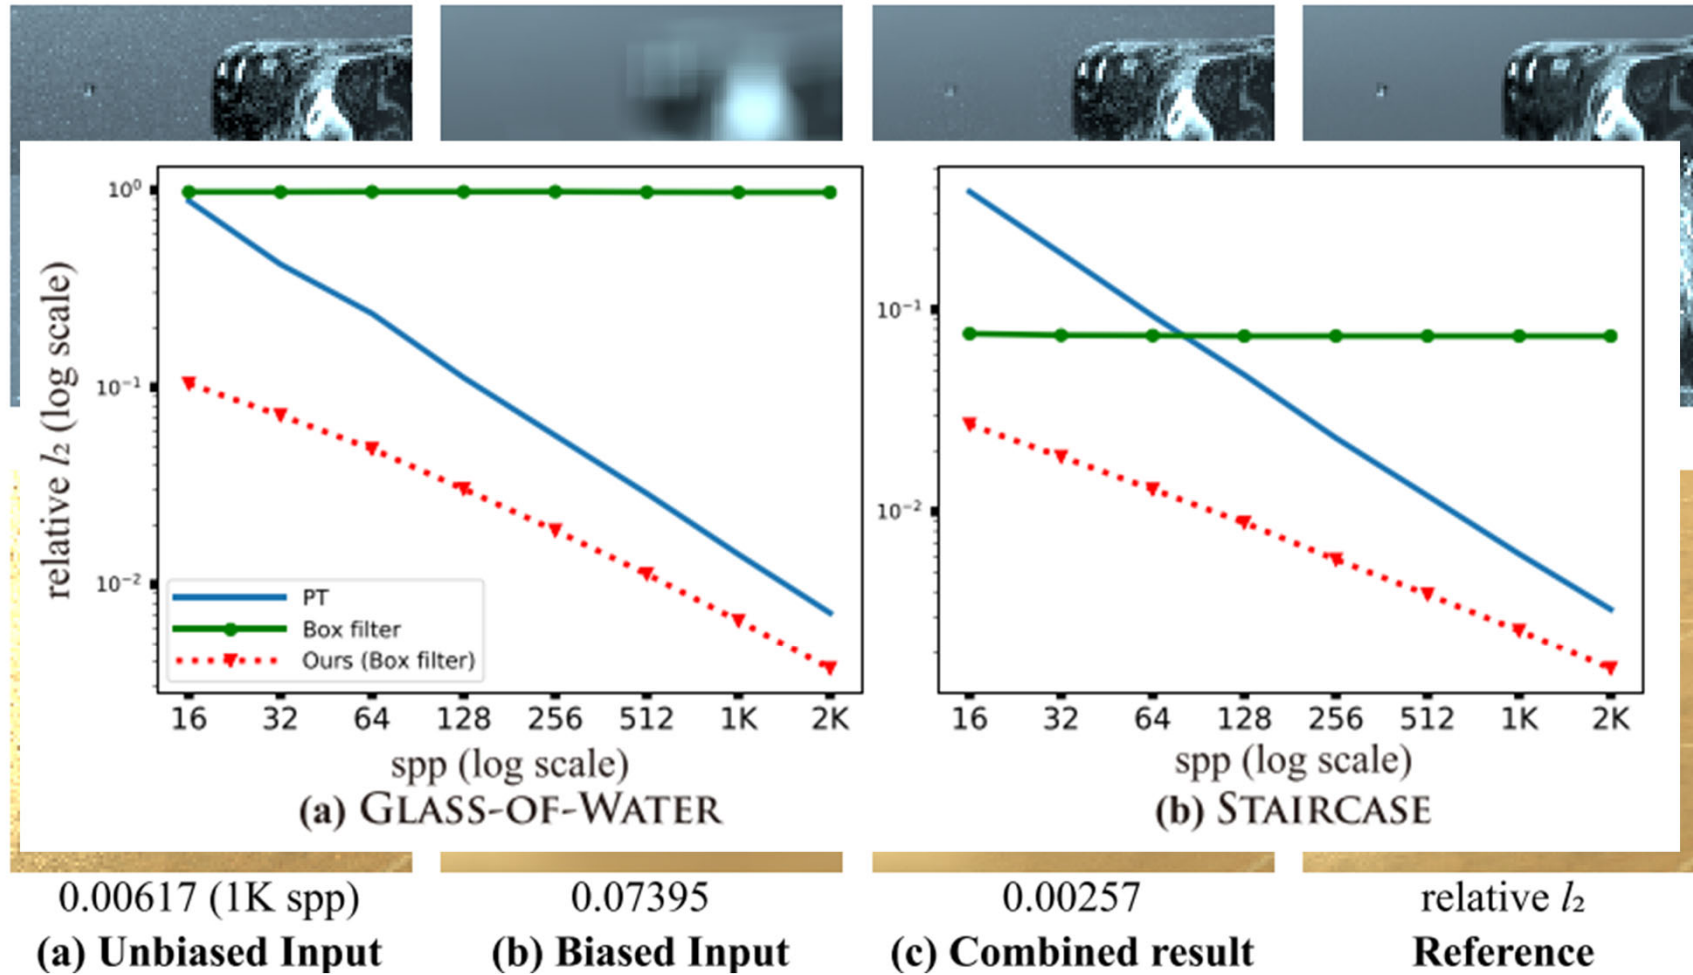 relative l₂ (log scale)
10⁰
10⁻¹
10⁻²
PT
Box filter
Ours (Box filter)
16 32 64 128 256 512 1K 2K
spp (log scale)
(a) GLASS-OF-WATER
10⁻¹
10⁻²
16 32 64 128 256 512 1K 2K
spp (log scale)
(b) STAIRCASE
0.00617 (1K spp) 0.07395 0.00257 relative l₂
(a) Unbiased Input (b) Biased Input (c) Combined result Reference